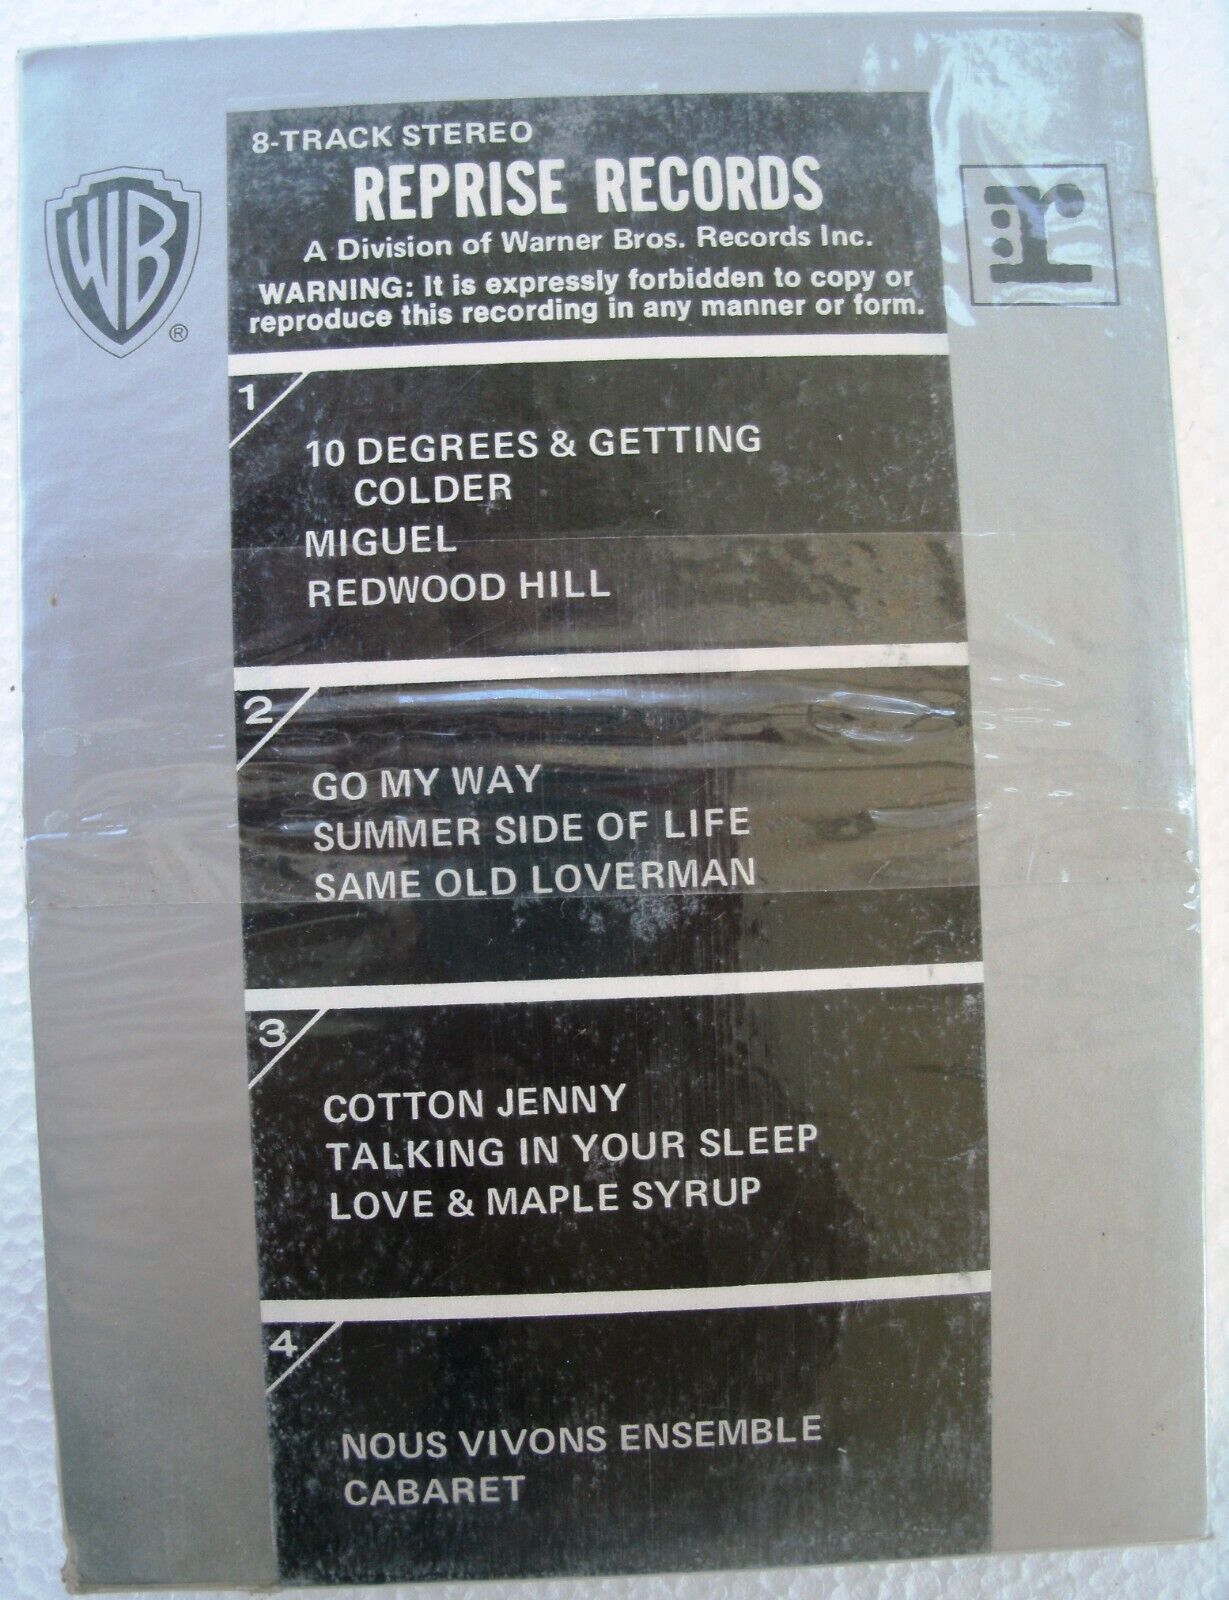 8-TRACK STEREO
REPRISE RECORDS
A Division of Warner Bros. Records Inc.
WARNING: It is expressly forbidden to copy or
reproduce this recording in any manner or form.
WB
®
r
1
10 DEGREES & GETTING
COLDER
MIGUEL
REDWOOD HILL
2
GO MY WAY
SUMMER SIDE OF LIFE
SAME OLD LOVERMAN
3
COTTON JENNY
TALKING IN YOUR SLEEP
LOVE & MAPLE SYRUP
4
NOUS VIVONS ENSEMBLE
CABARET